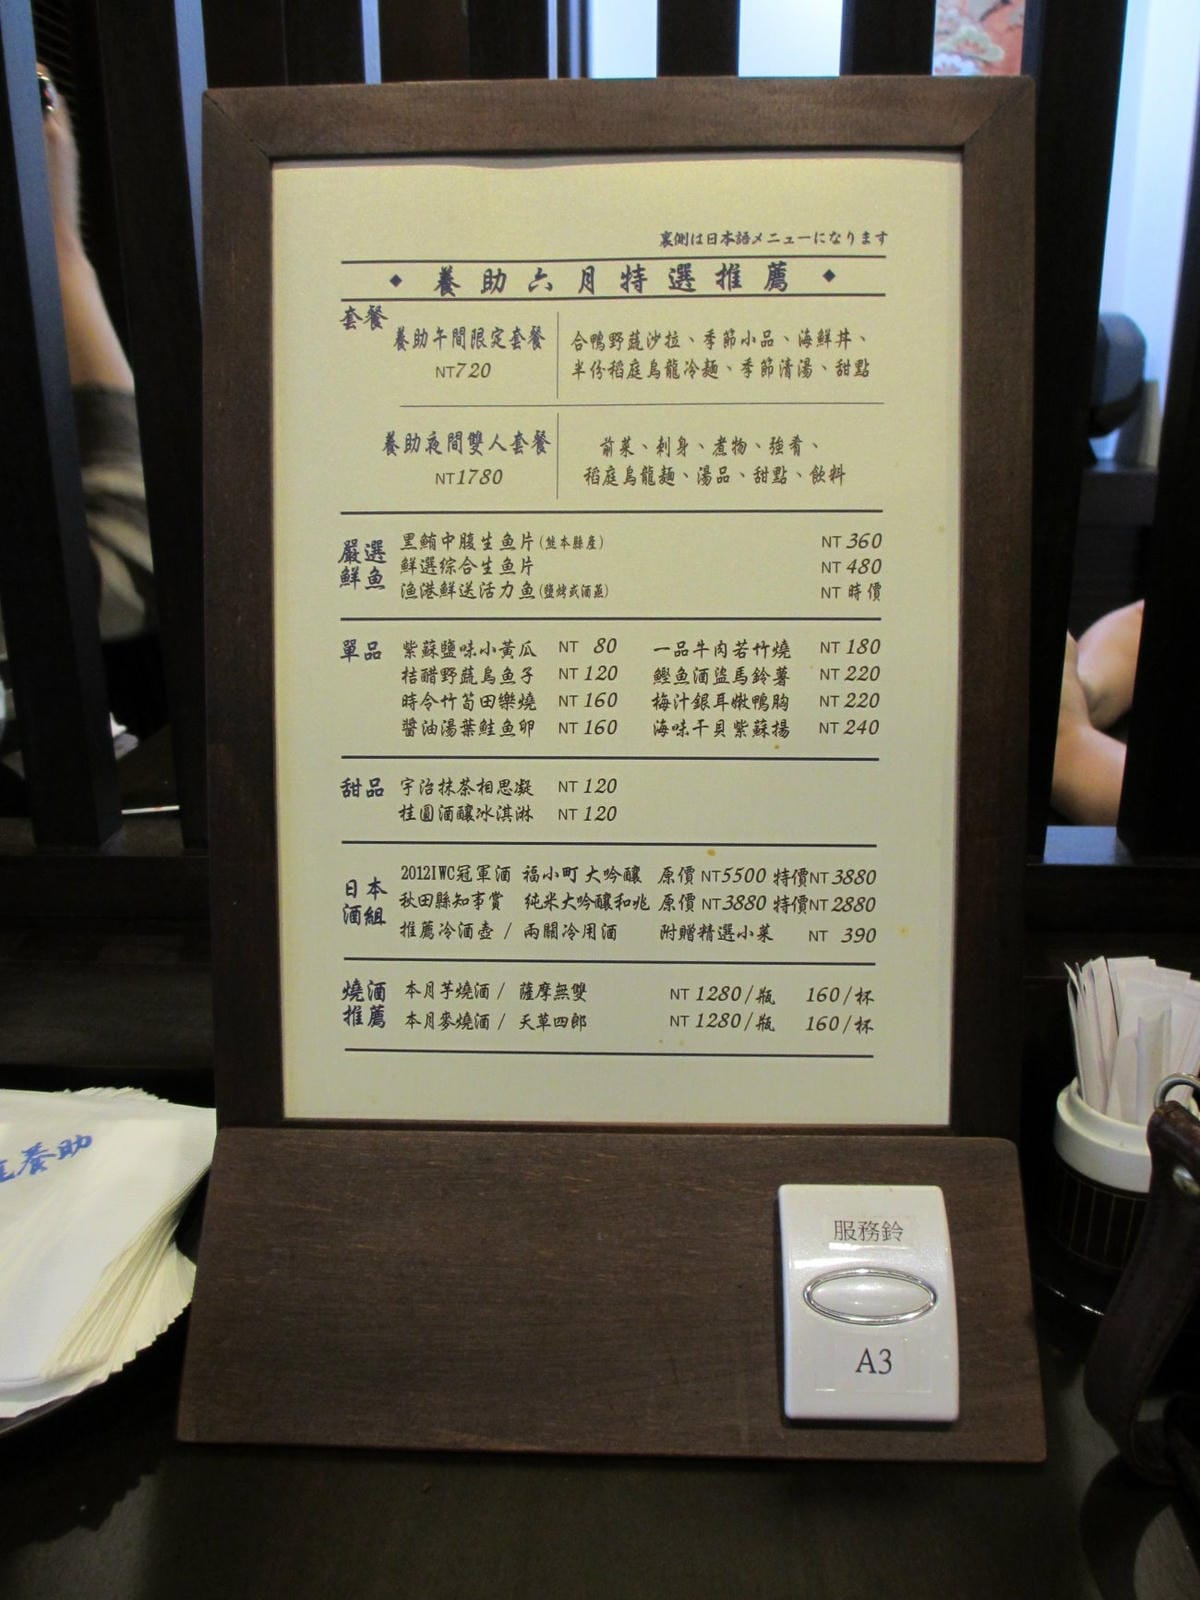 裏側は日本語メニューになります
◆ 養助六月特選推薦 ◆
套餐
養助午間限定套餐
NT720
合鴨野蔬沙拉、季節小品、海鮮丼、
半份稻庭烏龍冷麵、季節清湯、甜點
養助夜間雙人套餐
NT1780
前菜、刺身、煮物、強肴、
稻庭烏龍麵、湯品、甜點、飲料
嚴選
鮮魚
黑鮪中腹生魚片(熊本縣產) NT 360
鮮選綜合生魚片 NT 480
漁港鮮送活力魚(鹽烤或酒蒸) NT 時價
單品
紫蘇鹽味小黃瓜 NT 80 一品牛肉若竹燒 NT 180
桔醋野蔬烏魚子 NT 120 鰹魚酒盜馬鈴薯 NT 220
時令竹筍田樂燒 NT 160 梅汁銀耳嫩鴨胸 NT 220
醬油湯葉鮭魚卵 NT 160 海味干貝紫蘇揚 NT 240
甜品
宇治抹茶相思凝 NT 120
桂圓酒釀冰淇淋 NT 120
日本
酒組
2012IWC冠軍酒 福小町 大吟釀 原價 NT5500 特價NT 3880
秋田縣知事賞 純米大吟釀和兆 原價 NT3880 特價NT 2880
推薦冷酒壺 / 兩關冷用酒 附贈精選小菜 NT 390
燒酒
推薦
本月芋燒酒 / 薩摩無雙 NT 1280/瓶 160/杯
本月麥燒酒 / 天草四郎 NT 1280/瓶 160/杯
養助
服務鈴
A3